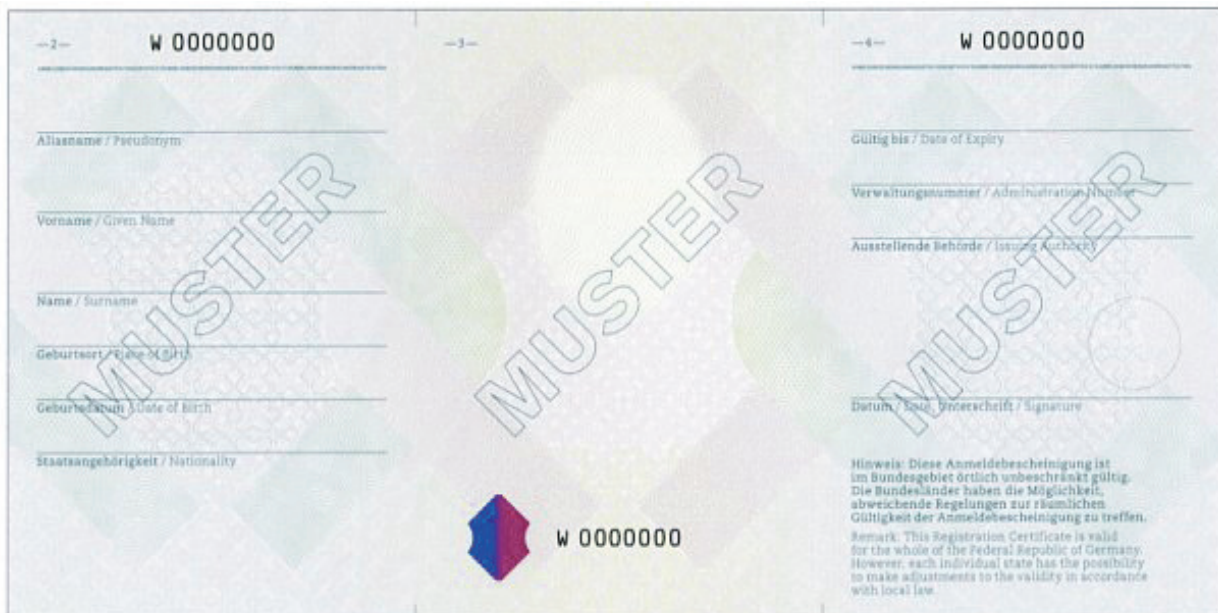 —2—
W 0000000
Aliasname / Pseudonym
Vorname / Given Name
Name / Surname
Geburtsort / Place of Birth
Geburtsdatum / Date of Birth
Staatsangehörigkeit / Nationality
MUSTER
—3—
MUSTER
W 0000000
—4—
W 0000000
Gültig bis / Date of Expiry
Verwaltungsnummer / Administration Number
Ausstellende Behörde / Issuing Authority
Datum / Date, Unterschrift / Signature
MUSTER
Hinweis: Diese Anmeldebescheinigung ist
im Bundesgebiet örtlich unbeschränkt gültig.
Die Bundesländer haben die Möglichkeit,
abweichende Regelungen zur räumlichen
Gültigkeit der Anmeldebescheinigung zu treffen.
Remark: This Registration Certificate is valid
for the whole of the Federal Republic of Germany.
However, each individual state has the possibility
to make adjustments to the validity in accordance
with local law.